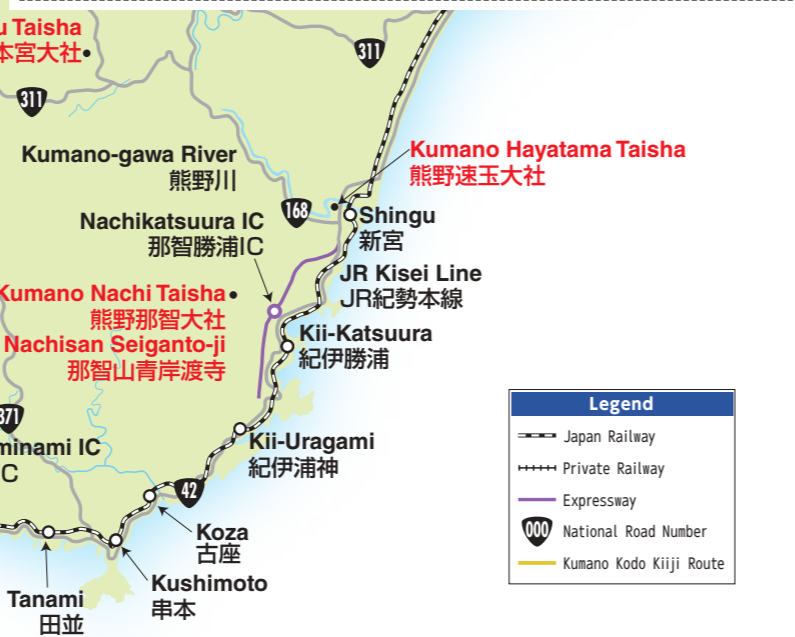 u Taisha
本宮大社
311
311
Kumano-gawa River
熊野川
Kumano Hayatama Taisha
熊野速玉大社
168
Shingu
新宮
Nachikatsuura IC
那智勝浦IC
JR Kisei Line
JR紀勢本線
Kumano Nachi Taisha
熊野那智大社
Nachisan Seiganto-ji
那智山青岸渡寺
Kii-Katsuura
紀伊勝浦
371
minami IC
C
Kii-Uragami
紀伊浦神
42
Koza
古座
Kushimoto
串本
Tanami
田並
Legend
Japan Railway
Private Railway
Expressway
000 National Road Number
Kumano Kodo Kiiji Route